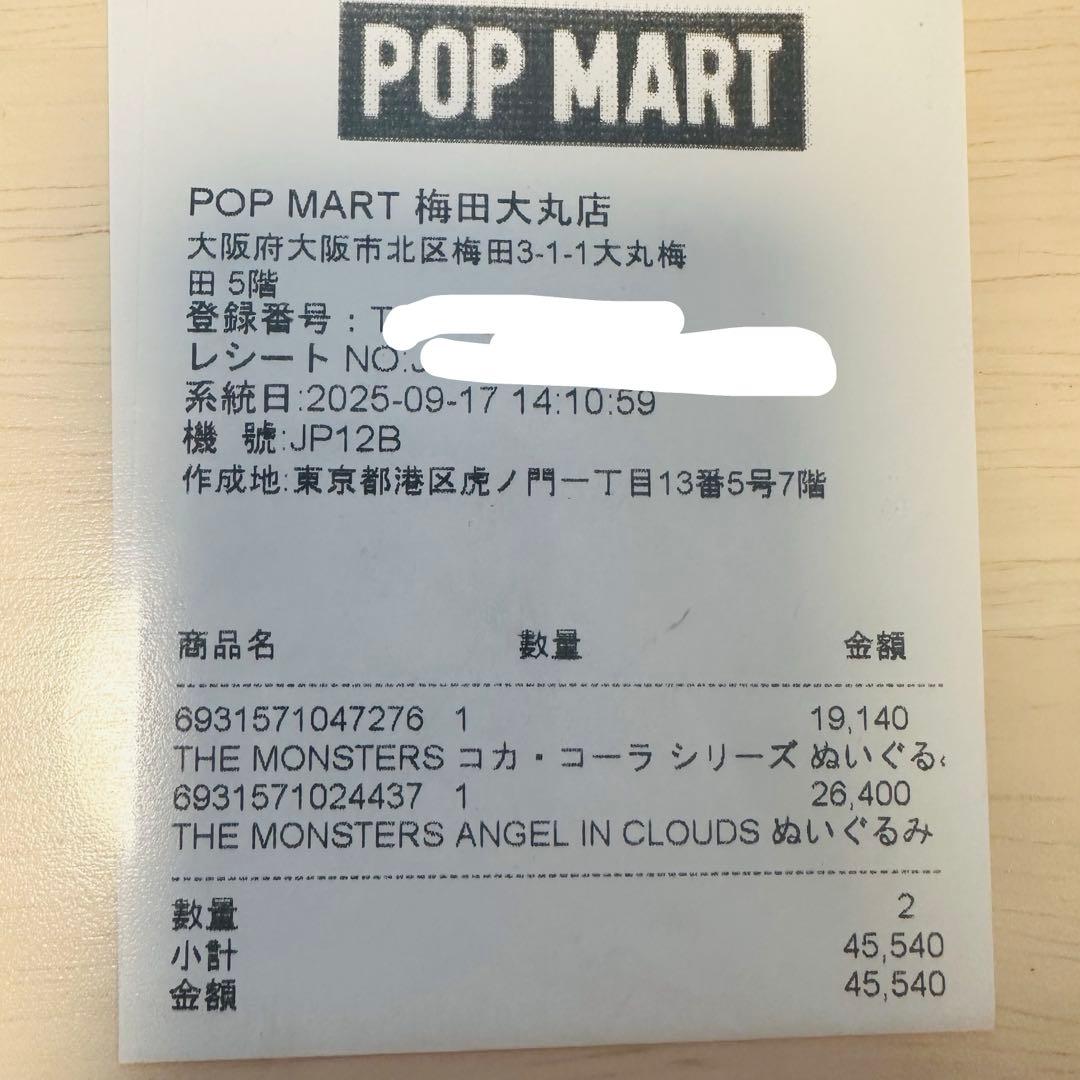 POP MART
POP MART 梅田大丸店
大阪府大阪市北区梅田3-1-1大丸梅
田 5階
登録番号：T
レシート NO:J
系統日:2025-09-17 14:10:59
機 號:JP12B
作成地:東京都港区虎ノ門一丁目13番5号7階
商品名 數量 金額
6931571047276 1 19,140
THE MONSTERS コカ・コーラ シリーズ ぬいぐる
6931571024437 1 26,400
THE MONSTERS ANGEL IN CLOUDS ぬいぐるみ
數量 2
小計 45,540
金額 45,540